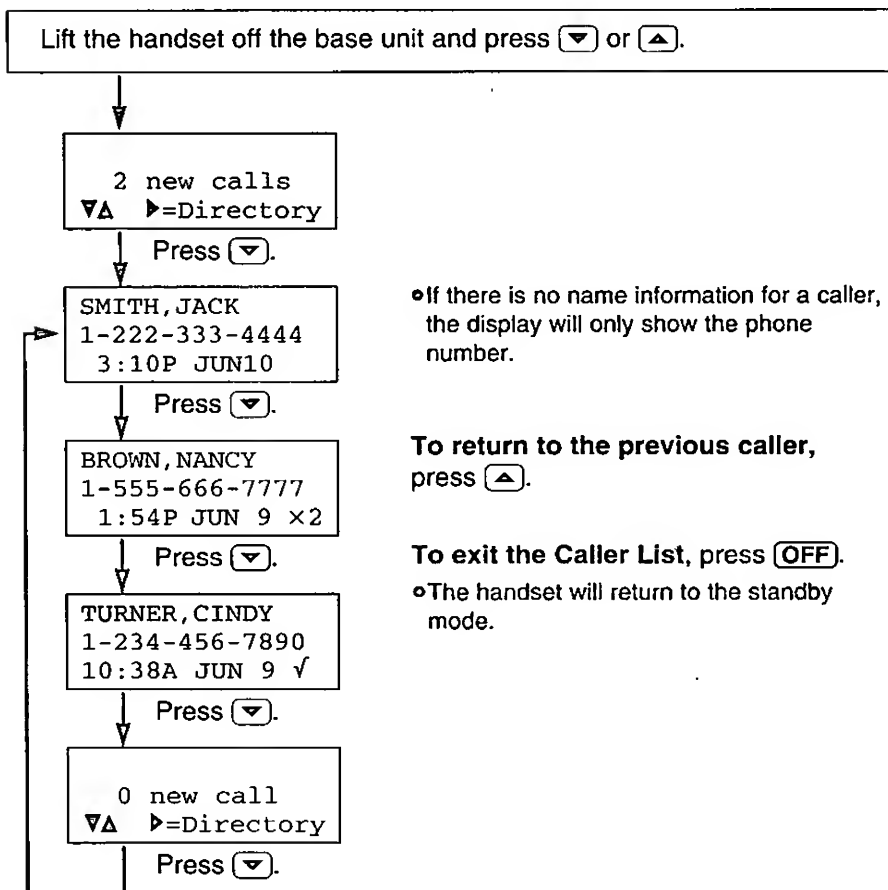 Lift the handset off the base unit and press ▼ or ▲.
2 new calls
▼▲ ▶=Directory
Press ▼.
SMITH,JACK
1-222-333-4444
3:10P JUN10
•If there is no name information for a caller,
the display will only show the phone
number.
Press ▼.
BROWN,NANCY
1-555-666-7777
1:54P JUN 9 ×2
To return to the previous caller,
press ▲.
Press ▼.
To exit the Caller List, press OFF.
•The handset will return to the standby
mode.
TURNER,CINDY
1-234-456-7890
10:38A JUN 9 √
Press ▼.
0 new call
▼▲ ▶=Directory
Press ▼.